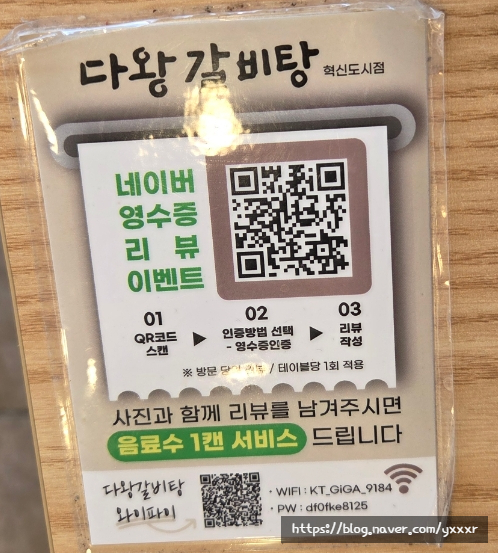 다왕갈비탕 혁신도시점
네이버
영수증
리 뷰
이벤트
01
QR코드
스캔
02
인증방법 선택
- 영수증인증
03
리뷰
작성
※ 방문 / 테이블당 1회 적용
사진과 함께 리뷰를 남겨주시면
음료수 1캔 서비스 드립니다
다왕갈비탕
와이파이
· WIFI : KT_GiGA_9184
· PW : df0fke8125
https://blog.naver.com/yxxxr